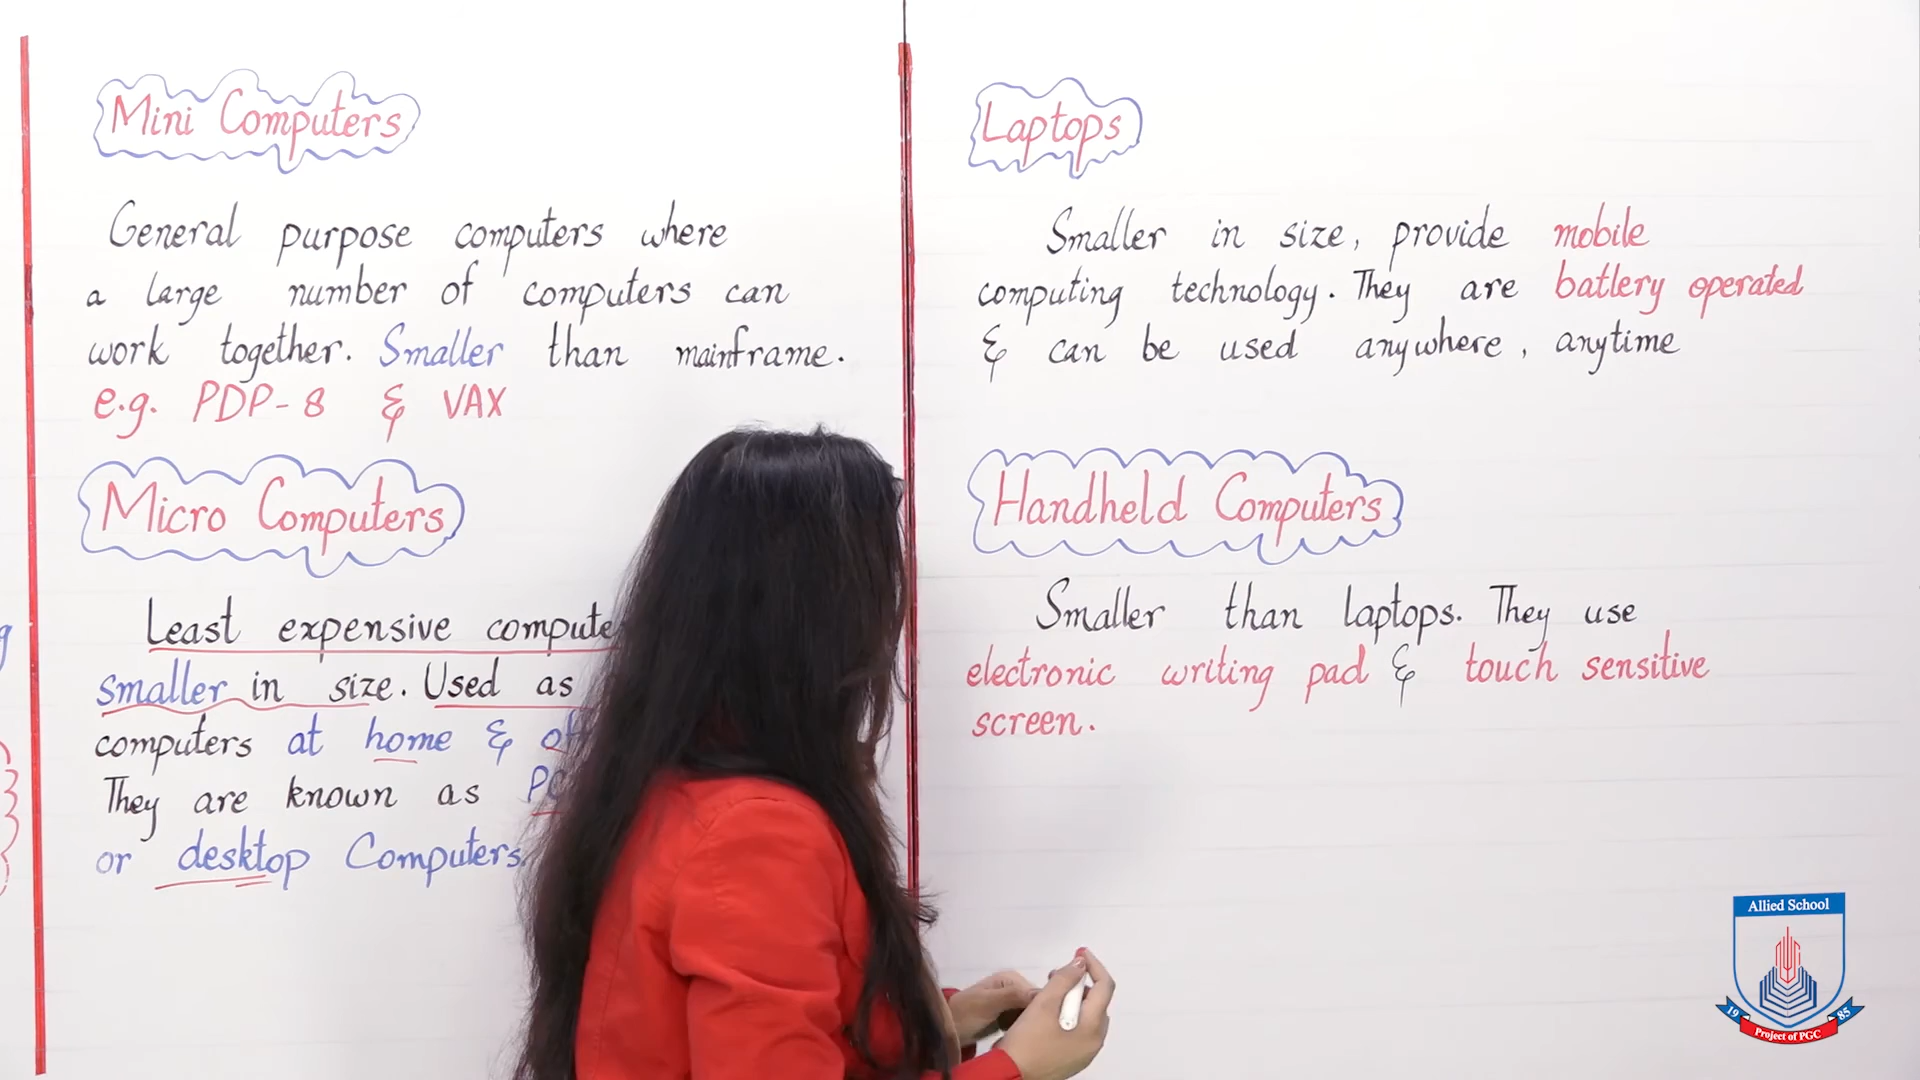 Mini Computers
General purpose computers where
a large number of computers can
work together. Smaller than mainframe.
e.g. PDP-8 & VAX
Micro Computers
Least expensive
smaller in size. Used as
computers at home &
They are known as
or desktop Computers.
Laptops
Smaller in size, provide mobile
computing technology. They are batlery operated
& can be used anywhere, anytime
Handheld Computers
Smaller than laptops. They use
electronic writing pad & touch sensitive
screen.
Allied School
19 85
Project of PGC